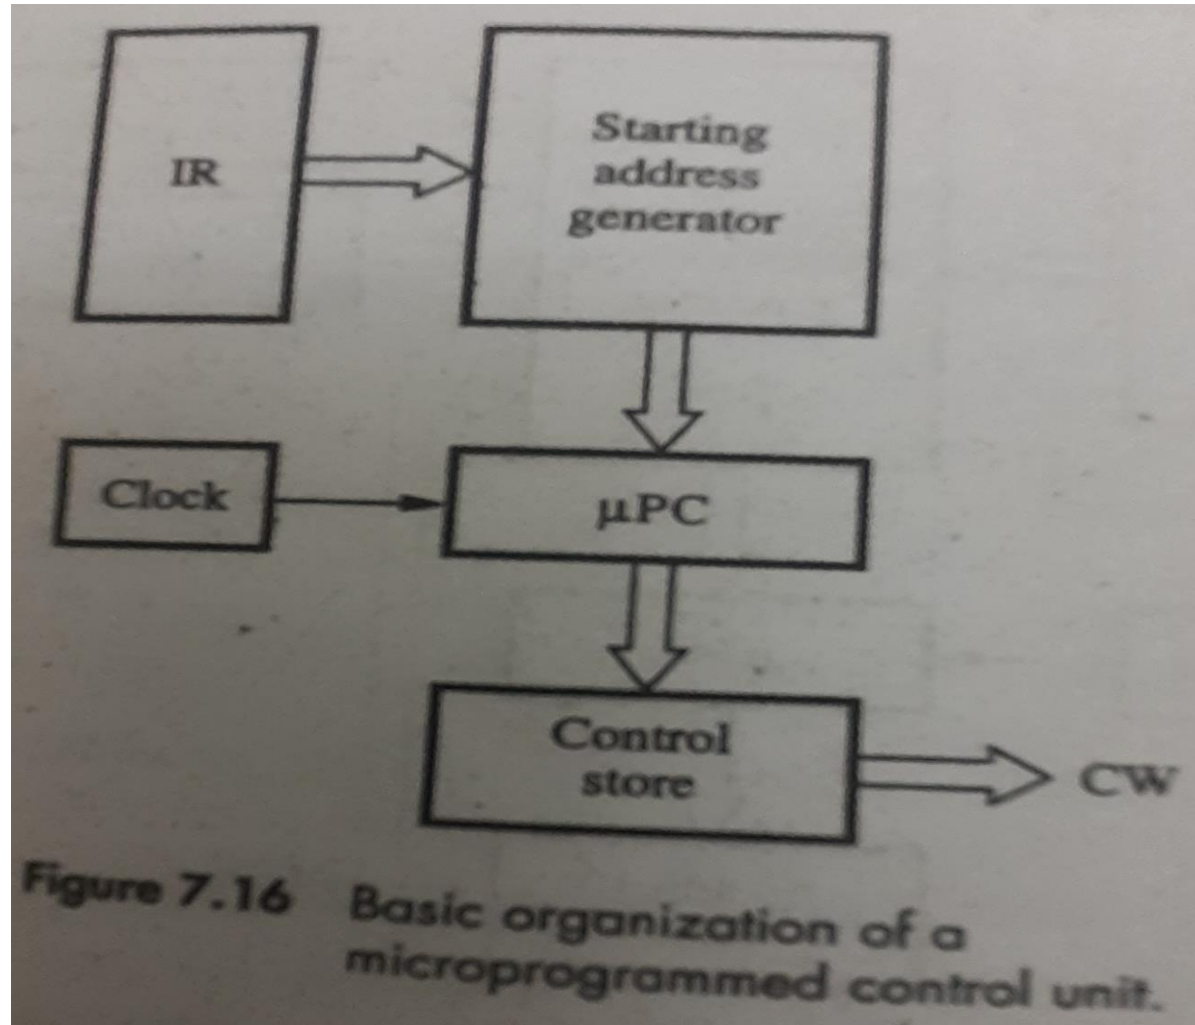 IR
Starting
address
generator
Clock
μPC
Control
store
CW
Figure 7.16 Basic organization of a
microprogrammed control unit.